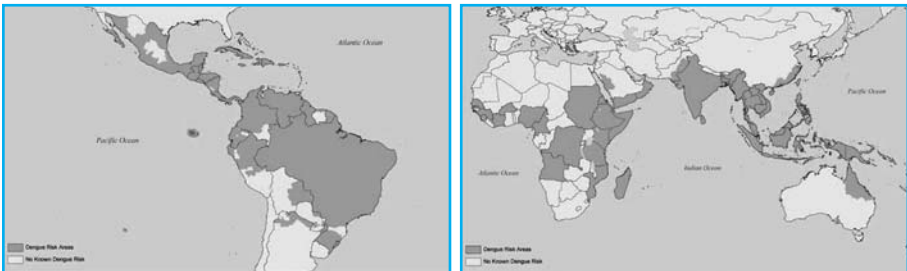 Atlantic Ocean
Pacific Ocean
Dengue Risk Areas
No Known Dengue Risk
Pacific Ocean
Atlantic Ocean
Indian Ocean
Dengue Risk Areas
No Known Dengue Risk